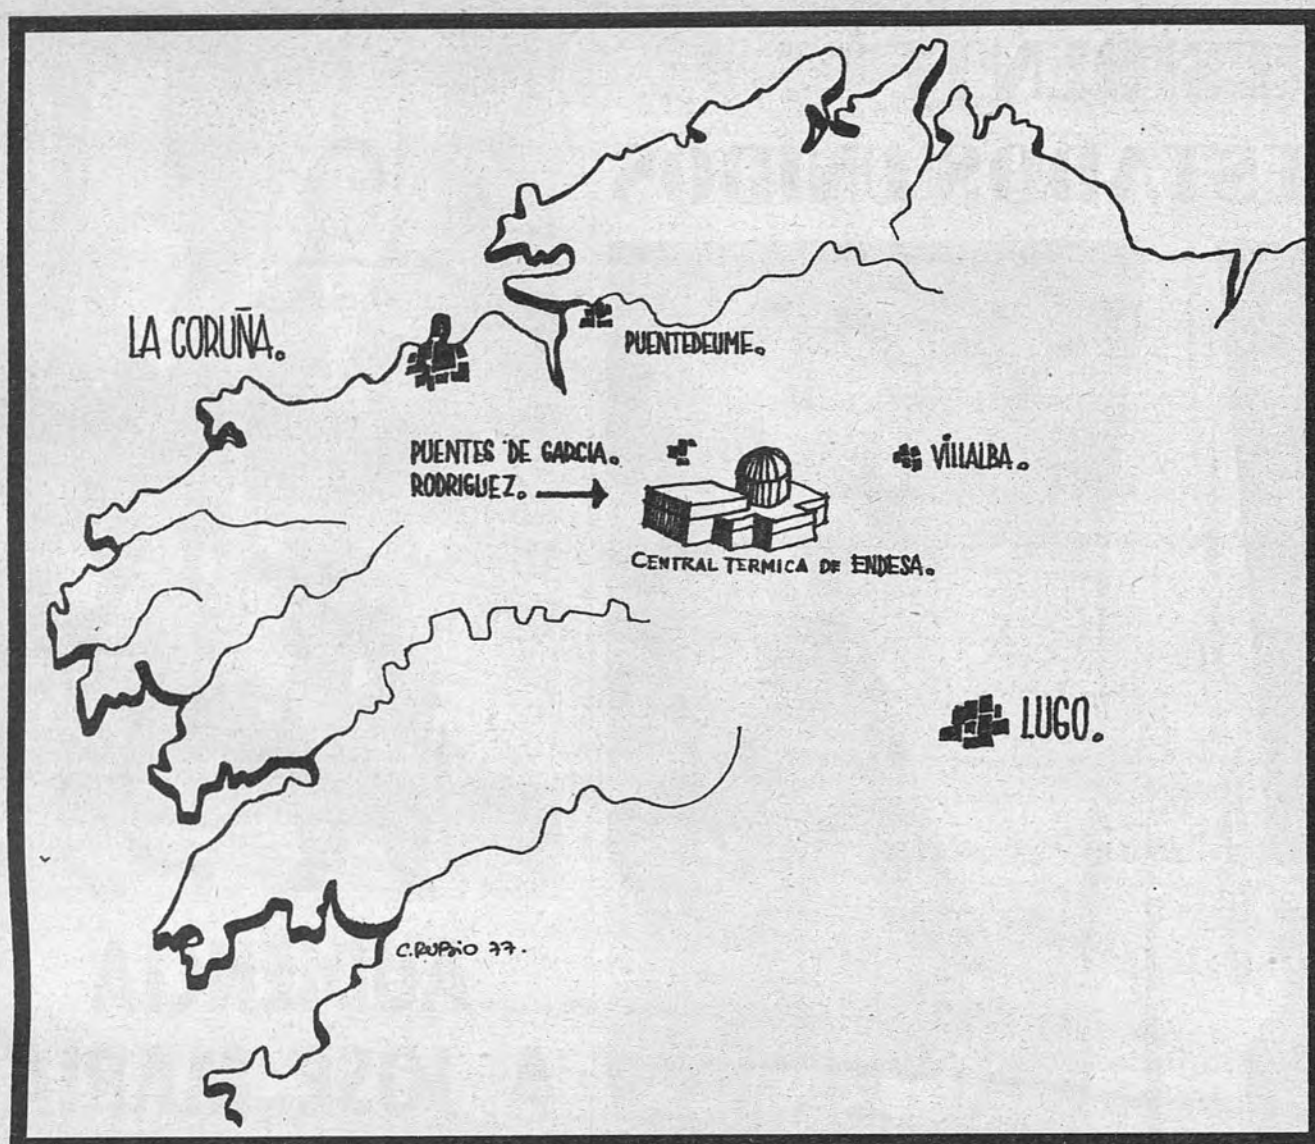 LA CORUÑA.
PUENTEDEUME.
PUENTES DE GARCIA.
RODRIGUEZ.
VILLALBA.
CENTRAL TERMICA DE ENDESA.
LUGO.
C.RUBIO 77.